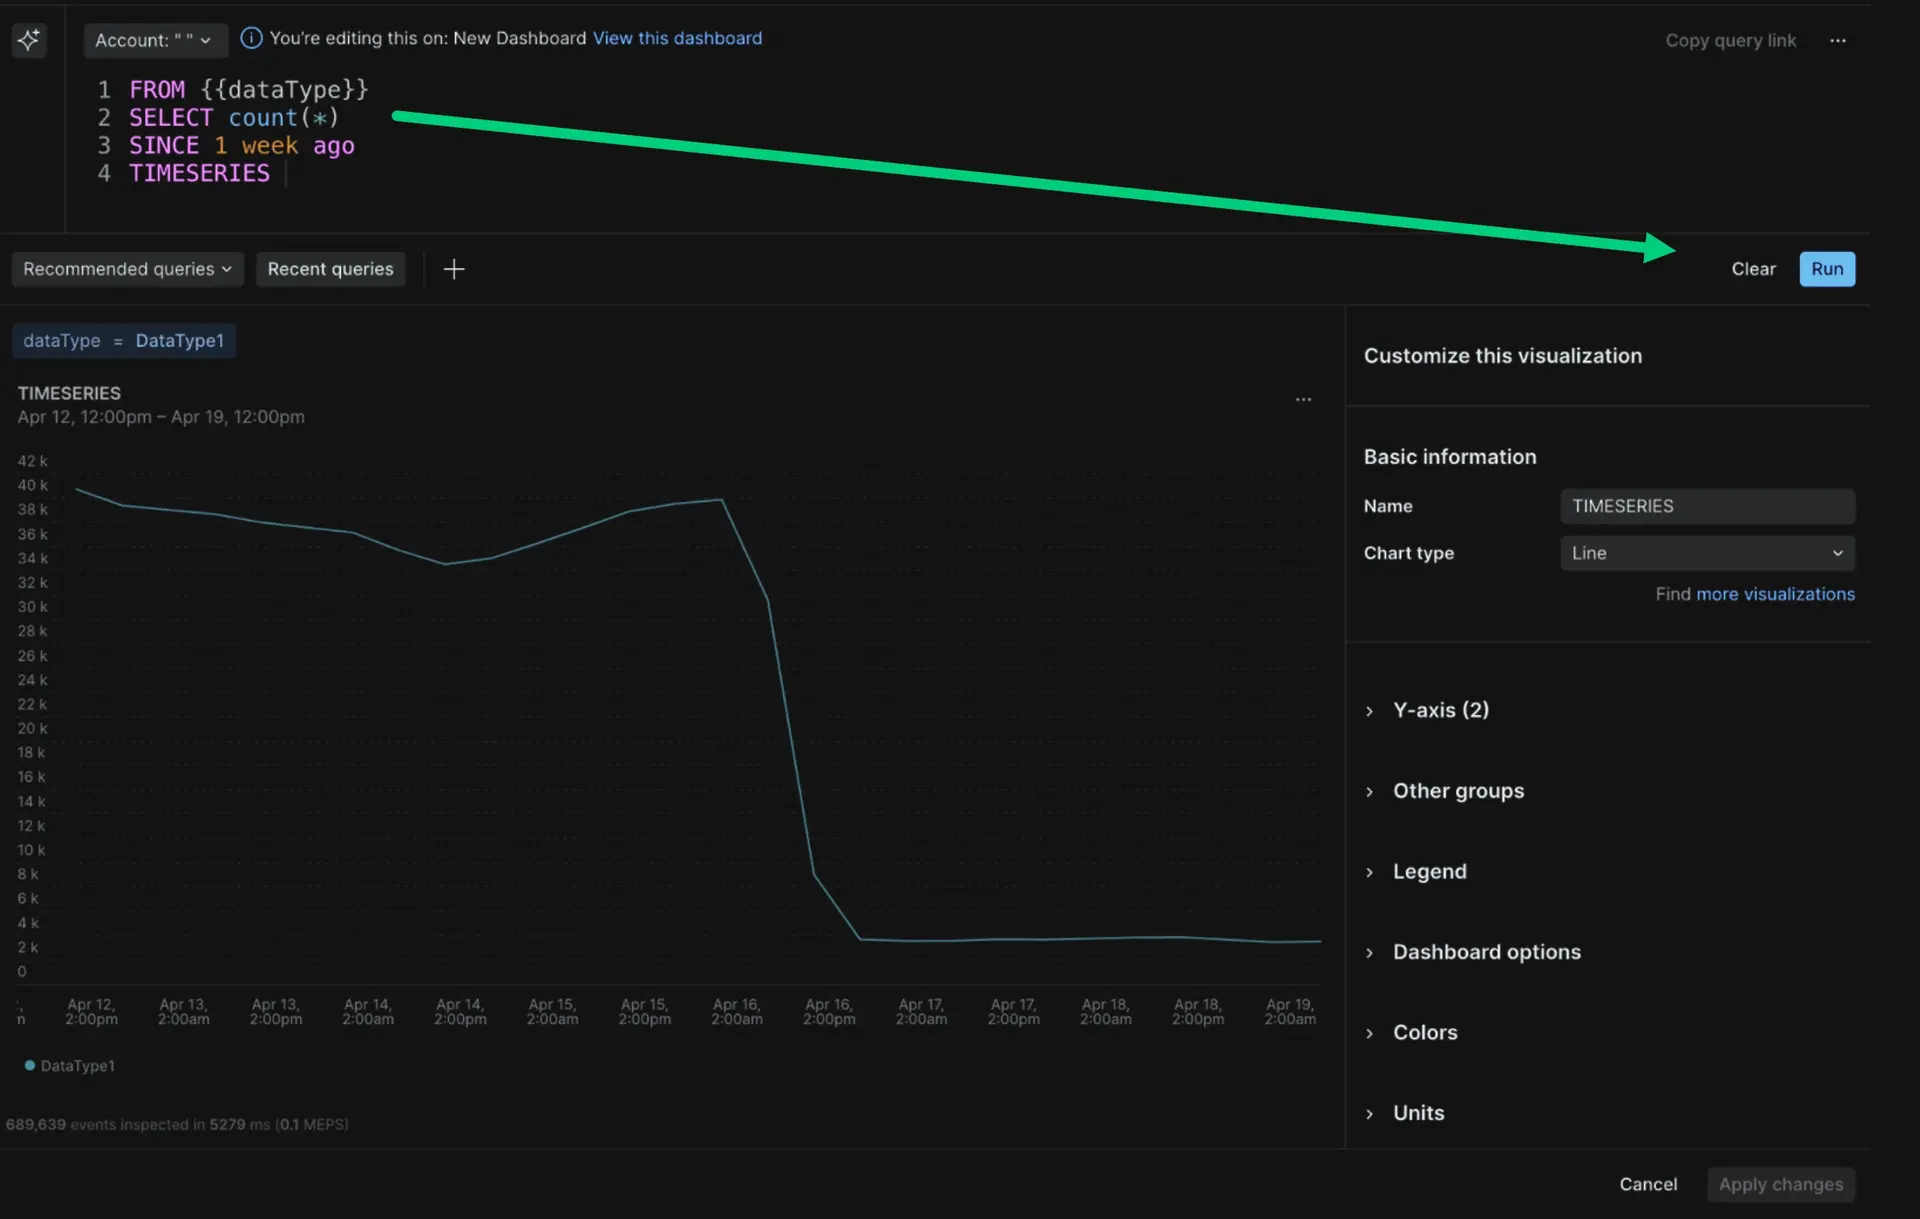 Account: " "
You're editing this on: New Dashboard View this dashboard
Copy query link
...
1 FROM {{dataType}}
2 SELECT count(*)
3 SINCE 1 week ago
4 TIMESERIES
Recommended queries
Recent queries
+
Clear
Run
dataType = DataType1
TIMESERIES
Apr 12, 12:00pm – Apr 19, 12:00pm
...
42 k
40 k
38 k
36 k
34 k
32 k
30 k
28 k
26 k
24 k
22 k
20 k
18 k
16 k
14 k
12 k
10 k
8 k
6 k
4 k
2 k
0
Apr 12, 2:00pm
Apr 13, 2:00am
Apr 13, 2:00pm
Apr 14, 2:00am
Apr 14, 2:00pm
Apr 15, 2:00am
Apr 15, 2:00pm
Apr 16, 2:00am
Apr 16, 2:00pm
Apr 17, 2:00am
Apr 17, 2:00pm
Apr 18, 2:00am
Apr 18, 2:00pm
Apr 19, 2:00am
DataType1
689,639 events inspected in 5279 ms (0.1 MEPS)
Customize this visualization
Basic information
Name
TIMESERIES
Chart type
Line
Find more visualizations
Y-axis (2)
Other groups
Legend
Dashboard options
Colors
Units
Cancel
Apply changes